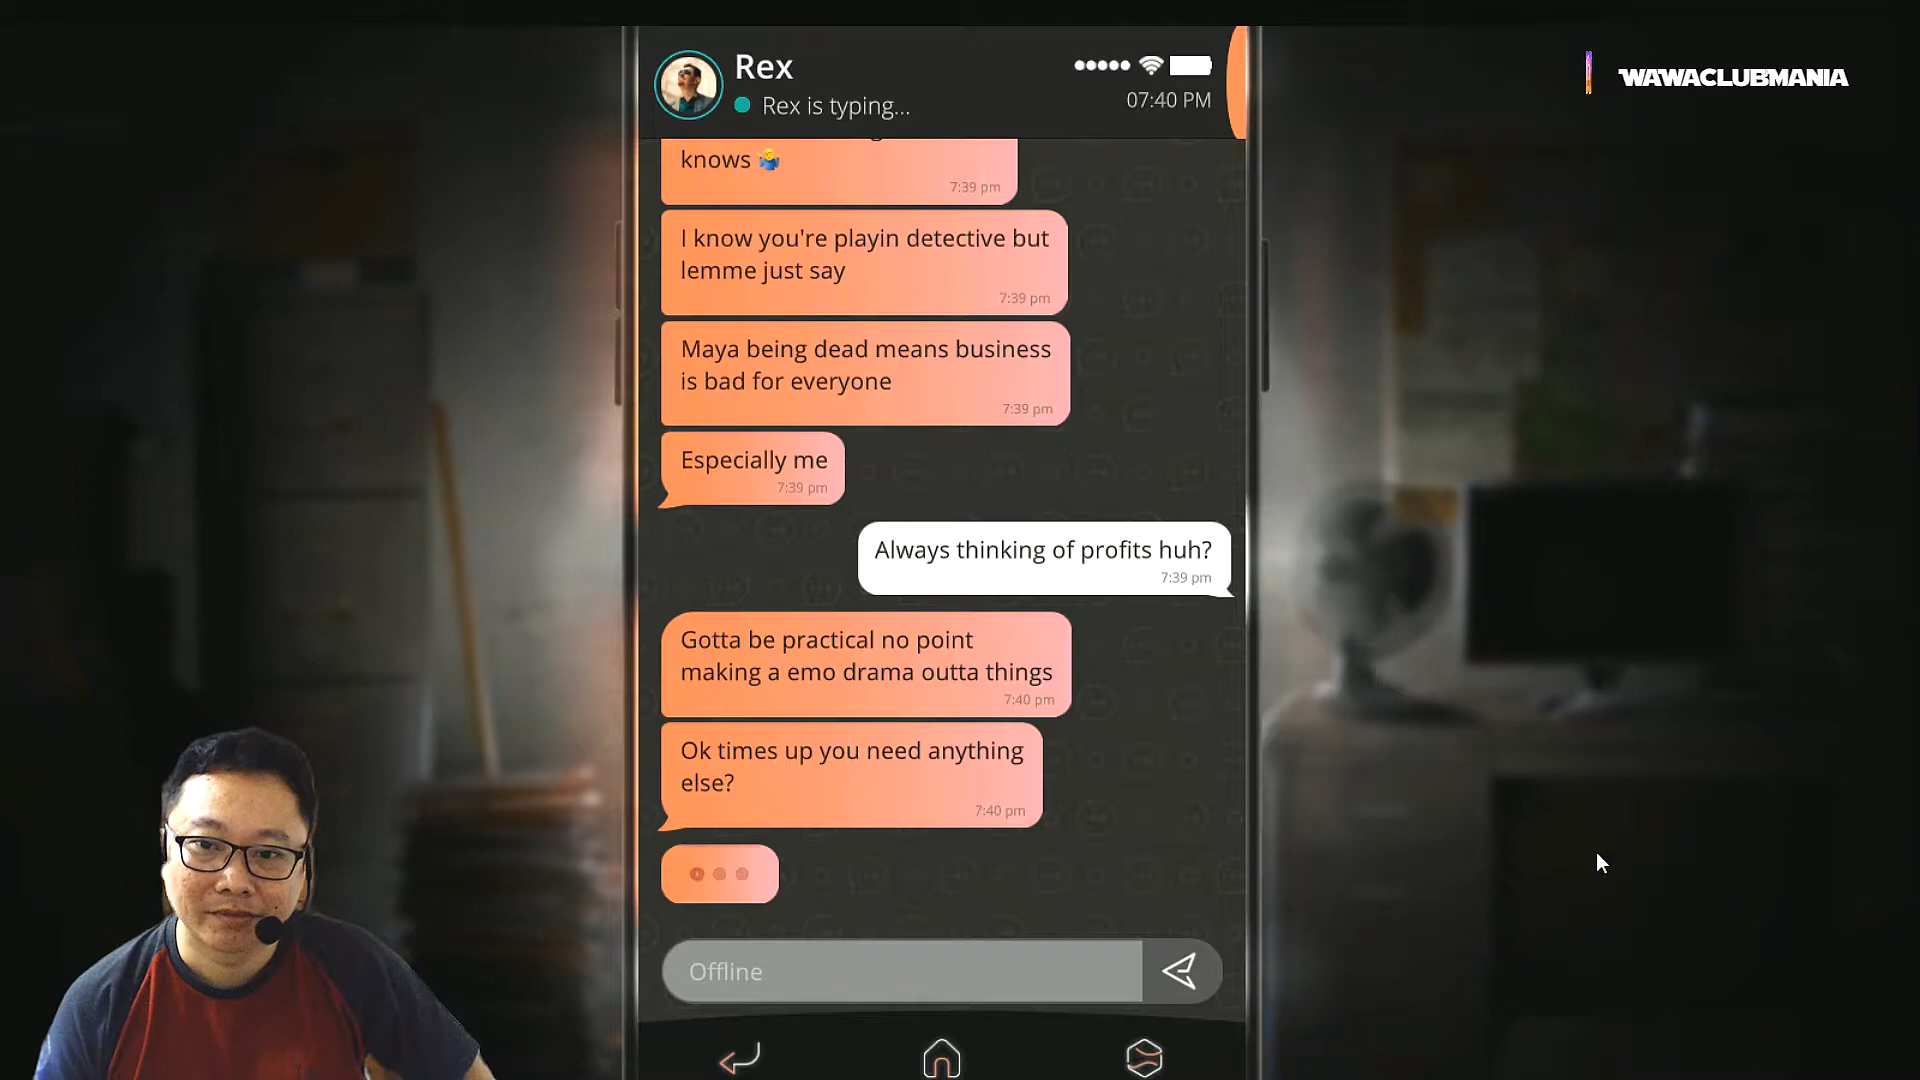 Rex
Rex is typing...
07:40 PM
WAWACLUBMANIA
knows
7:39 pm
I know you're playin detective but
lemme just say
7:39 pm
Maya being dead means business
is bad for everyone
7:39 pm
Especially me
7:39 pm
Always thinking of profits huh?
7:39 pm
Gotta be practical no point
making a emo drama outta things
7:40 pm
Ok times up you need anything
else?
7:40 pm
Offline